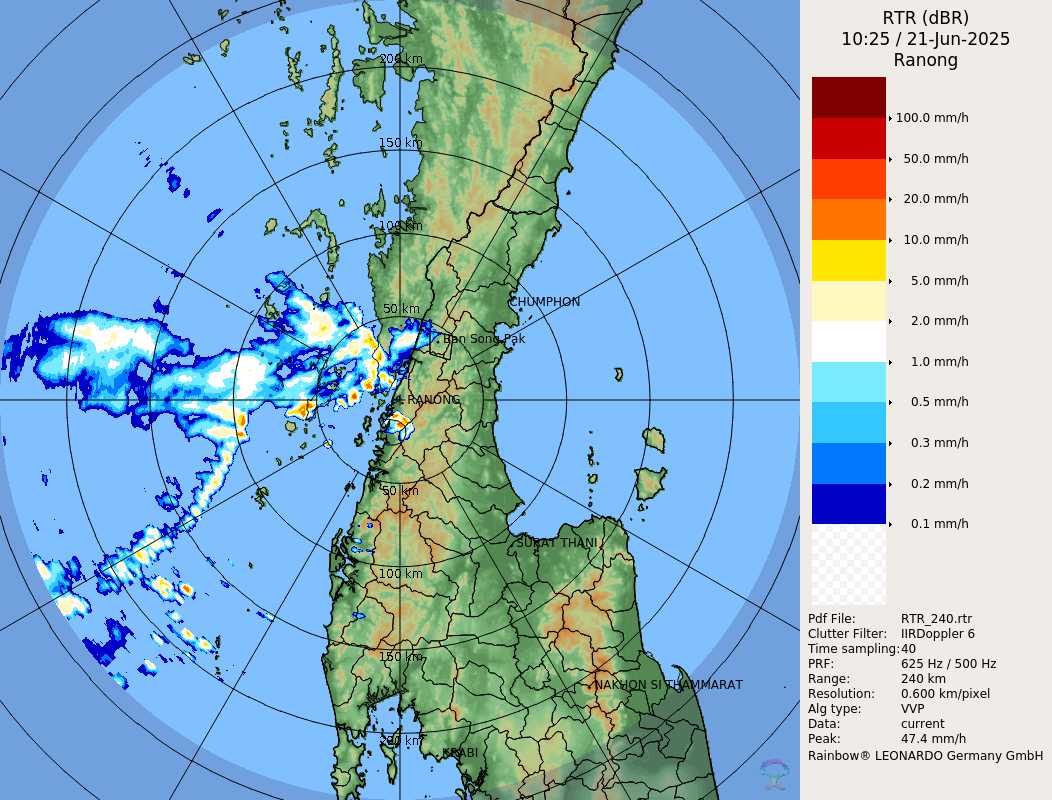 RTR (dBR)
10:25 / 21-Jun-2025
Ranong
100.0 mm/h
50.0 mm/h
20.0 mm/h
10.0 mm/h
5.0 mm/h
2.0 mm/h
1.0 mm/h
0.5 mm/h
0.3 mm/h
0.2 mm/h
0.1 mm/h
Pdf File: RTR_240.rtr
Clutter Filter: IIRDoppler 6
Time sampling: 40
PRF: 625 Hz / 500 Hz
Range: 240 km
Resolution: 0.600 km/pixel
Alg type: VVP
Data: current
Peak: 47.4 mm/h
Rainbow® LEONARDO Germany GmbH
200 km
150 km
100 km
CHUMPHON
50 km
Ban Song Pak
RANONG
50 km
SURAT THANI
100 km
150 km
NAKHON SI THAMMARAT
200 km
KRABI